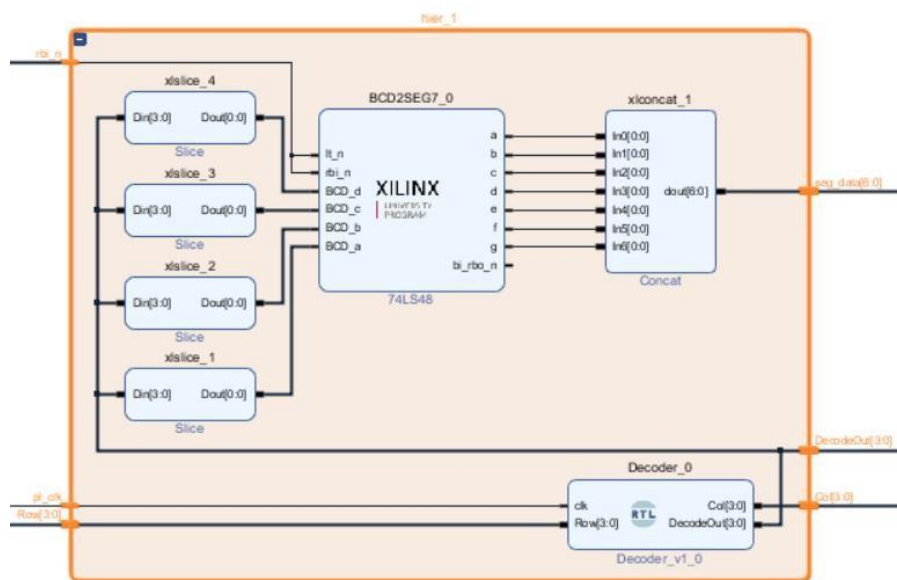 hier_1
rbi_n
xlslice_4
Din[3:0] Dout[0:0]
Slice
xlslice_3
Din[3:0] Dout[0:0]
Slice
xlslice_2
Din[3:0] Dout[0:0]
Slice
xlslice_1
Din[3:0] Dout[0:0]
Slice
BCD2SEG7_0
lt_n
rbi_n
BCD_d
BCD_c
BCD_b
BCD_a
XILINX
UNIVERSITY
PROGRAM
a
b
c
d
e
f
g
bi_rbo_n
74LS48
xlconcat_1
In0[0:0]
In1[0:0]
In2[0:0]
In3[0:0]
In4[0:0]
In5[0:0]
In6[0:0]
dout[6:0]
Concat
seg_data[6:0]
DecodeOut[3:0]
Decoder_0
pl_clk
Row[3:0]
clk
Row[3:0]
RTL
Col[3:0]
DecodeOut[3:0]
Decoder_v1_0
Col[3:0]